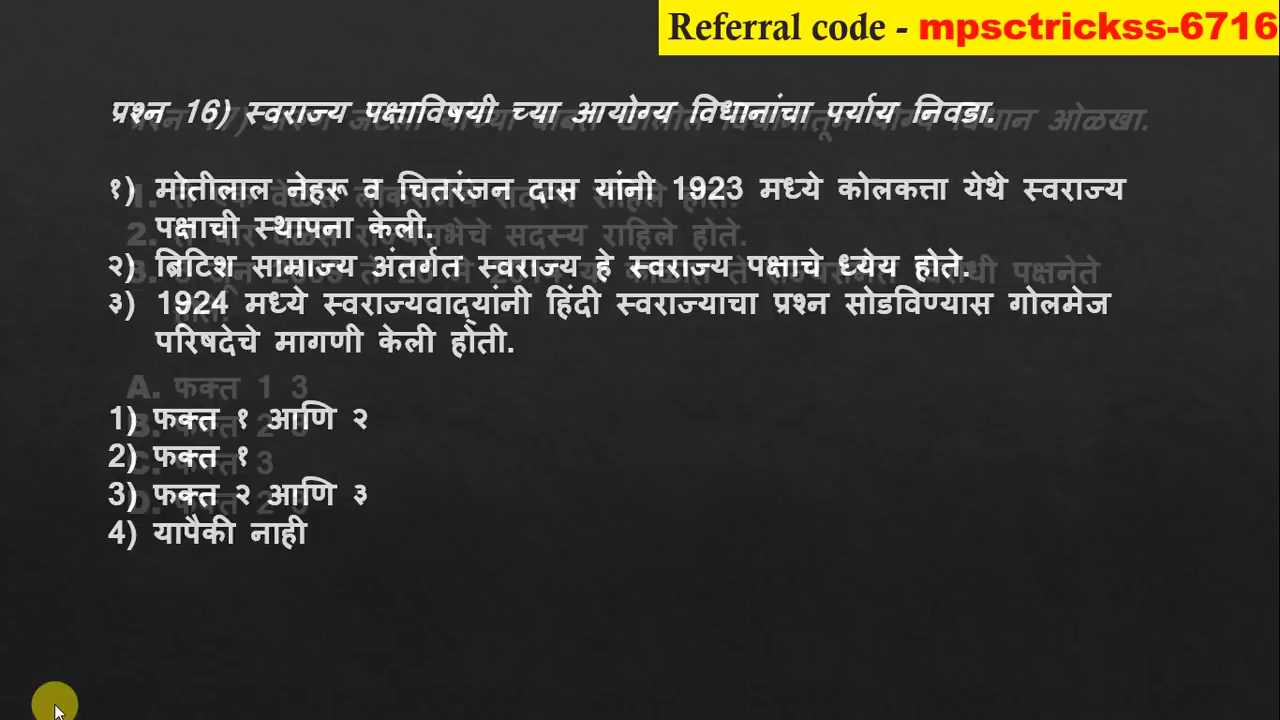 Referral code - mpsctrickss-6716
प्रश्न 16) स्वराज्य पक्षाविषयी च्या आयोग्य विधानांचा पर्याय निवडा.
१) मोतीलाल नेहरू व चितरंजन दास यांनी 1923 मध्ये कोलकत्ता येथे स्वराज्य
पक्षाची स्थापना केली.
२) ब्रिटिश साम्राज्य अंतर्गत स्वराज्य हे स्वराज्य पक्षाचे ध्येय होते.
३) 1924 मध्ये स्वराज्यवाद्यांनी हिंदी स्वराज्याचा प्रश्न सोडविण्यास गोलमेज
परिषदेचे मागणी केली होती.
1) फक्त १ आणि २
2) फक्त १
3) फक्त २ आणि ३
4) यापैकी नाही